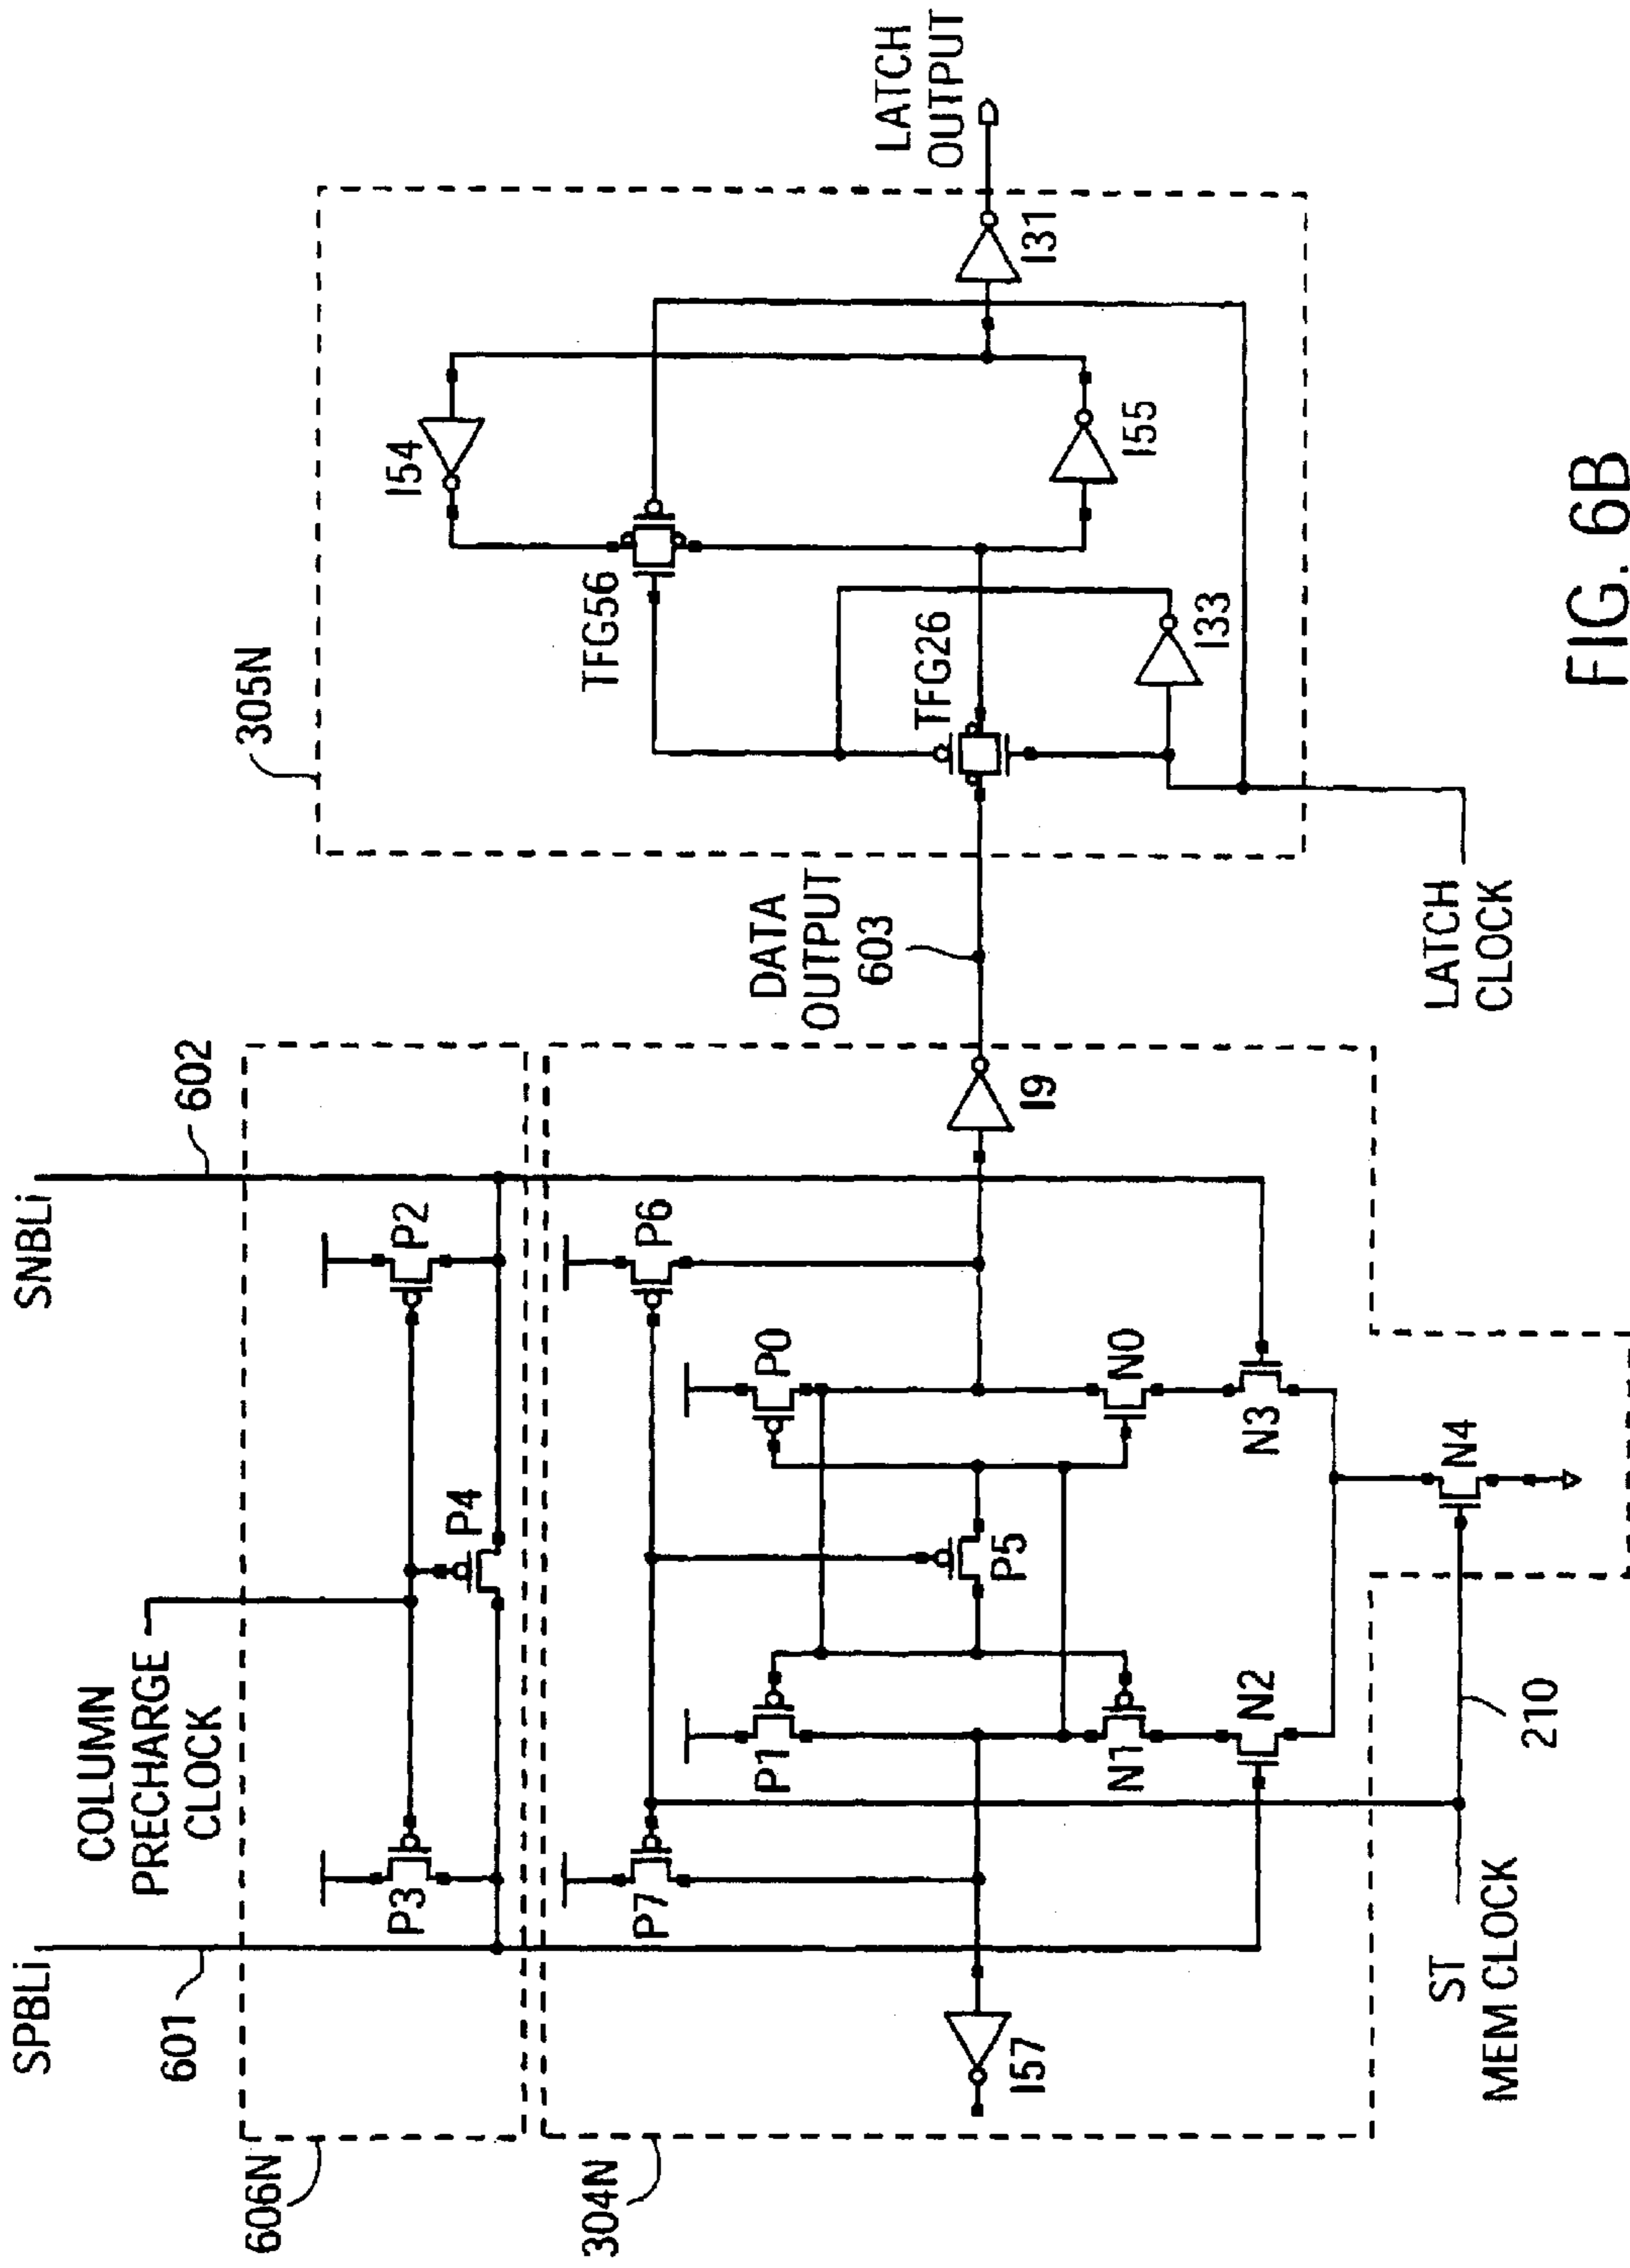 SPBLi
601
COLUMN
PRECHARGE
CLOCK
SNBLi
602
606N
P3
P4
P2
304N
P7
P6
P1
P0
P5
N1
N0
N2
N3
N4
I57
I9
ST
MEM CLOCK
210
DATA
OUTPUT
603
305N
I54
TFG56
TFG26
I33
I55
I31
LATCH
CLOCK
LATCH
OUTPUT
FIG. 6B